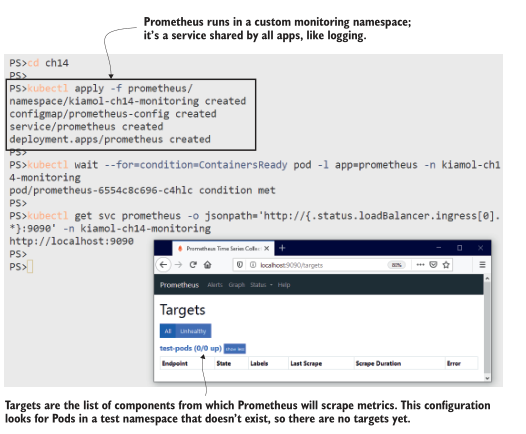 Prometheus runs in a custom monitoring namespace;
it's a service shared by all apps, like logging.
PS>cd ch14
PS>
PS>kubectl apply -f prometheus/
namespace/kiamol-ch14-monitoring created
configmap/prometheus-config created
service/prometheus created
deployment.apps/prometheus created
PS>
PS>kubectl wait --for=condition=ContainersReady pod -l app=prometheus -n kiamol-ch1
4-monitoring
pod/prometheus-6554c8c696-c4hlc condition met
PS>
PS>kubectl get svc prometheus -o jsonpath='http://{.status.loadBalancer.ingress[0].
*}:9090' -n kiamol-ch14-monitoring
http://localhost:9090
PS>
PS>
Prometheus Time Series Collec
localhost:9090/targets
80%
Prometheus Alerts Graph Status Help
Targets
All Unhealthy
test-pods (0/0 up) show less
Endpoint State Labels Last Scrape Scrape Duration Error
Targets are the list of components from which Prometheus will scrape metrics. This configuration
looks for Pods in a test namespace that doesn't exist, so there are no targets yet.